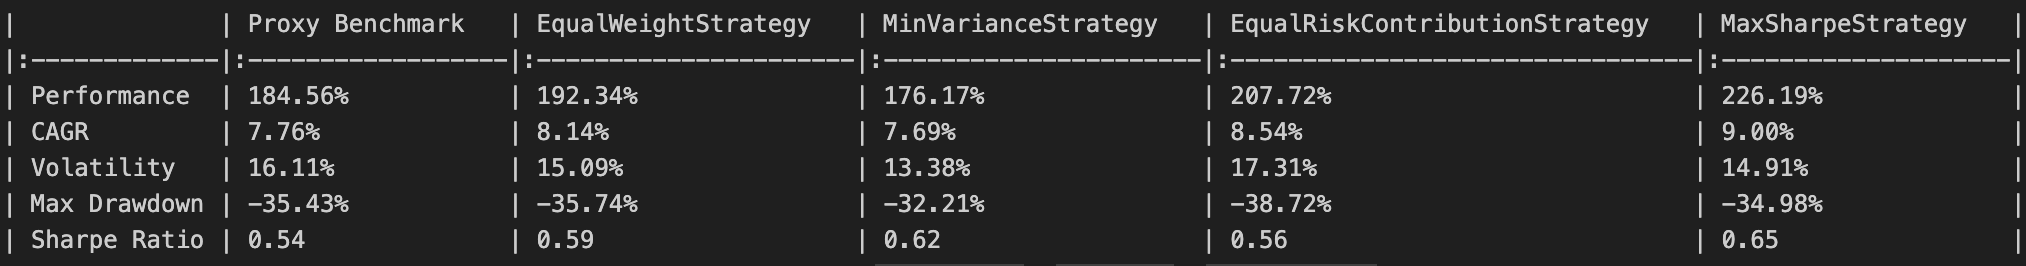 |               | Proxy Benchmark   | EqualWeightStrategy   | MinVarianceStrategy   | EqualRiskContributionStrategy   | MaxSharpeStrategy   |
|:--------------|:------------------|:----------------------|:----------------------|:--------------------------------|:--------------------|
| Performance   | 184.56%           | 192.34%               | 176.17%               | 207.72%                         | 226.19%             |
| CAGR          | 7.76%             | 8.14%                 | 7.69%                 | 8.54%                           | 9.00%               |
| Volatility    | 16.11%            | 15.09%                | 13.38%                | 17.31%                          | 14.91%              |
| Max Drawdown  | -35.43%           | -35.74%               | -32.21%               | -38.72%                         | -34.98%             |
| Sharpe Ratio  | 0.54              | 0.59                  | 0.62                  | 0.56                            | 0.65                |